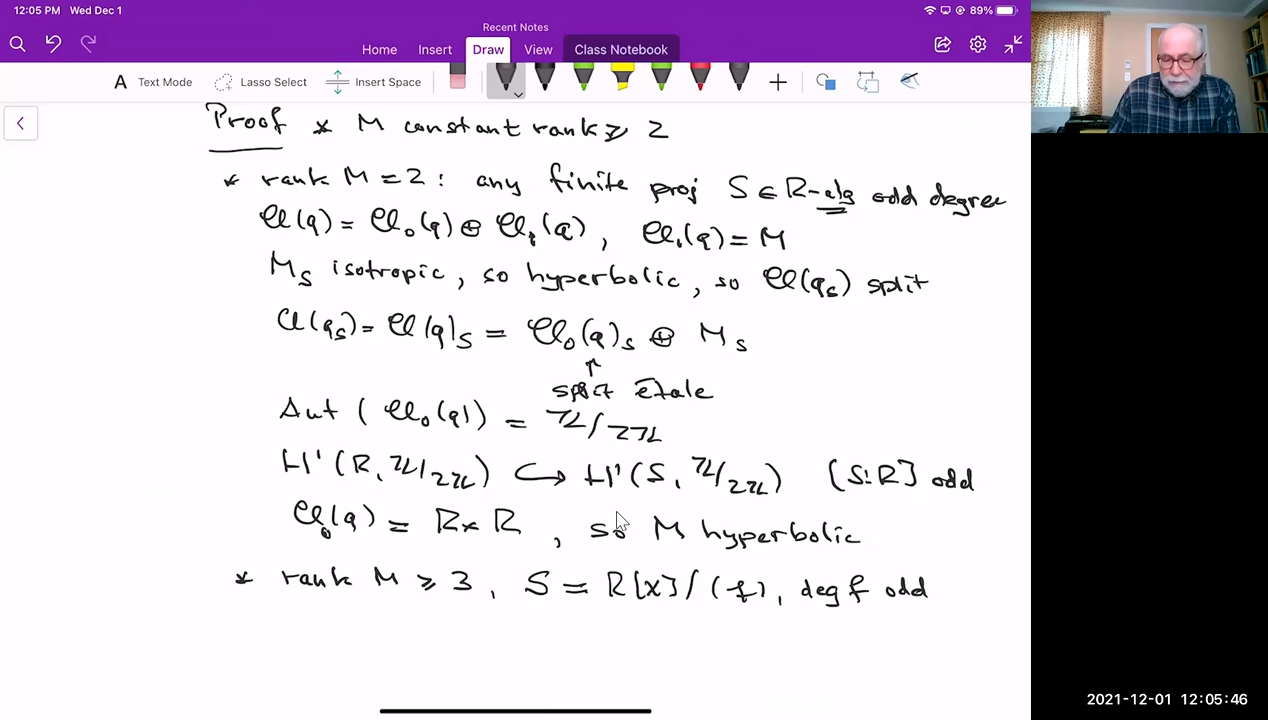 12:05 PM Wed Dec 1
89%
Recent Notes
Home Insert Draw View Class Notebook
Text Mode Lasso Select Insert Space
Proof * M constant rank ≥ 2
* rank M = 2 : any finite proj S ∈ R-alg odd degree
Cl(q) = Cl₀(q) ⊕ Cl₁(q), Cl₁(q) = M
M_S isotropic, so hyperbolic, so Cl(q_S) split
Cl(q_S) = Cl(q)_S = Cl₀(q)_S ⊕ M_S
↑
split étale
Aut (Cl₀(q)) = ℤ/2ℤ
H¹(R, ℤ/2ℤ) ↪ H¹(S, ℤ/2ℤ) [S:R] odd
Cl₀(q) = R × R, so M hyperbolic
* rank M ≥ 3, S = R[x]/(f), deg f odd
2021-12-01 12:05:46